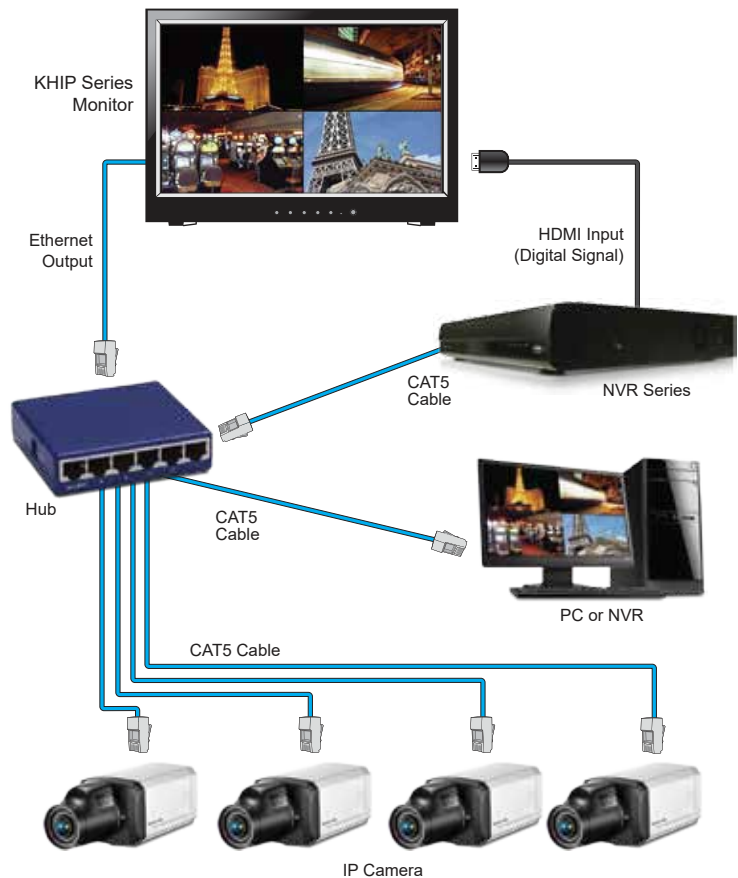 KHIP Series
Monitor
Ethernet
Output
HDMI Input
(Digital Signal)
CAT5
Cable
NVR Series
Hub
CAT5
Cable
PC or NVR
CAT5 Cable
IP Camera